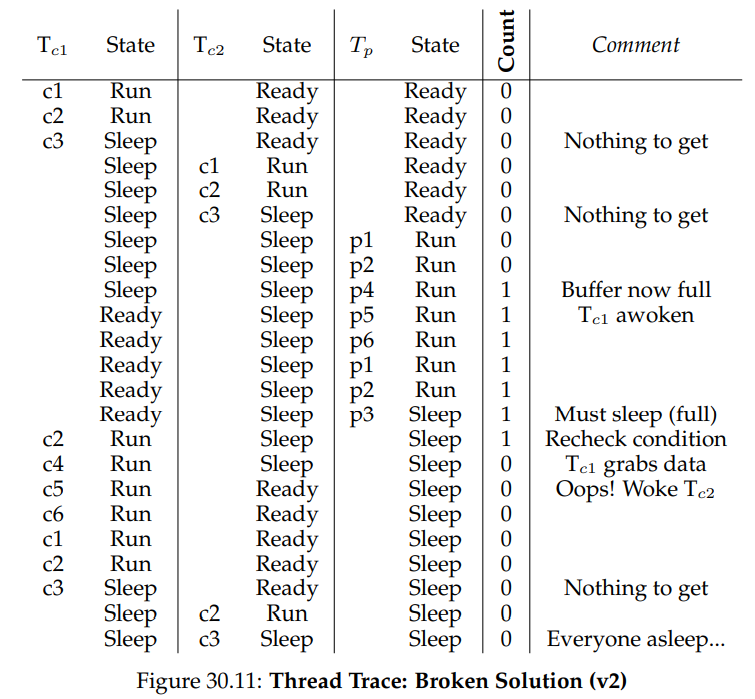 T_c1 State T_c2 State T_p State Count Comment
c1 Run Ready Ready 0
c2 Run Ready Ready 0
c3 Sleep Ready Ready 0 Nothing to get
Sleep c1 Run Ready 0
Sleep c2 Run Ready 0
Sleep c3 Sleep Ready 0 Nothing to get
Sleep Sleep p1 Run 0
Sleep Sleep p2 Run 0
Sleep Sleep p4 Run 1 Buffer now full
Ready Sleep p5 Run 1 T_c1 awoken
Ready Sleep p6 Run 1
Ready Sleep p1 Run 1
Ready Sleep p2 Run 1
Ready Sleep p3 Sleep 1 Must sleep (full)
c2 Run Sleep Sleep 1 Recheck condition
c4 Run Sleep Sleep 0 T_c1 grabs data
c5 Run Ready Sleep 0 Oops! Woke T_c2
c6 Run Ready Sleep 0
c1 Run Ready Sleep 0
c2 Run Ready Sleep 0
c3 Sleep Ready Sleep 0 Nothing to get
Sleep c2 Run Sleep 0
Sleep c3 Sleep Sleep 0 Everyone asleep...
Figure 30.11: Thread Trace: Broken Solution (v2)